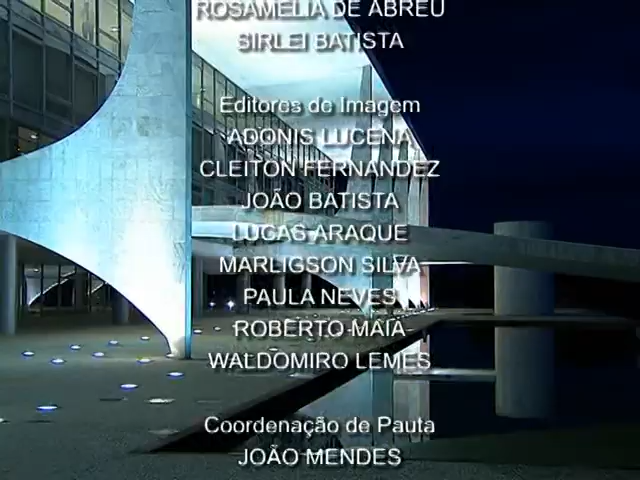 ROSAMÉLIA DE ABREU
SIRLEI BATISTA
Editores de Imagem
ADONIS LUCENA
CLEITON FERNANDEZ
JOÃO BATISTA
LUCAS ARAQUE
MARLIGSON SILVA
PAULA NEVES
ROBERTO MAIA
WALDOMIRO LEMES
Coordenação de Pauta
JOÃO MENDES